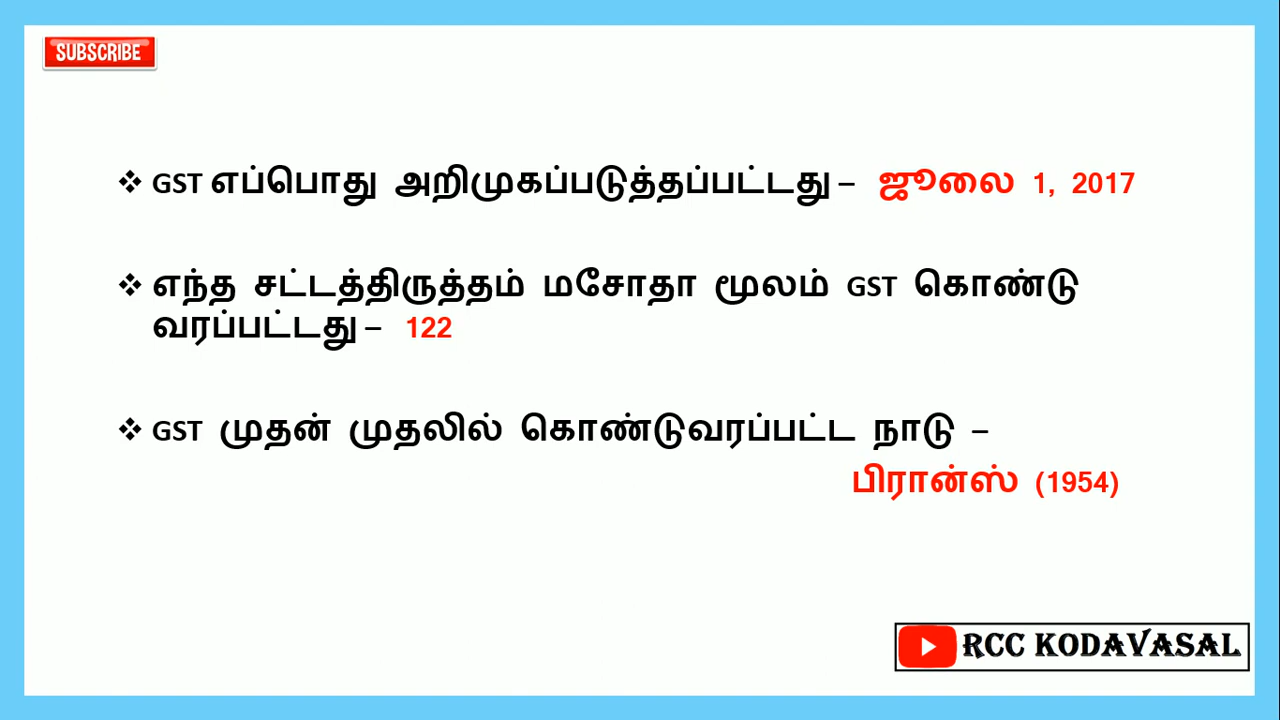 SUBSCRIBE
❖ GST எப்பொது அறிமுகப்படுத்தப்பட்டது – ஜூலை 1, 2017
❖ எந்த சட்டத்திருத்தம் மசோதா மூலம் GST கொண்டு
வரப்பட்டது – 122
❖ GST முதன் முதலில் கொண்டுவரப்பட்ட நாடு –
பிரான்ஸ் (1954)
RCC KODAVASAL